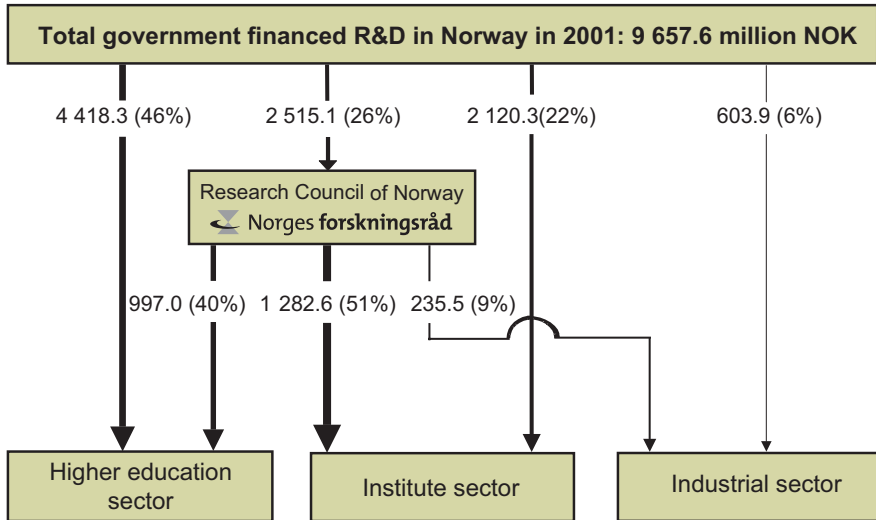 Total government financed R&D in Norway in 2001: 9 657.6 million NOK
4 418.3 (46%) 2 515.1 (26%) 2 120.3(22%) 603.9 (6%)
Research Council of Norway
Norges forskningsråd
997.0 (40%) 1 282.6 (51%) 235.5 (9%)
Higher education
sector
Institute sector
Industrial sector